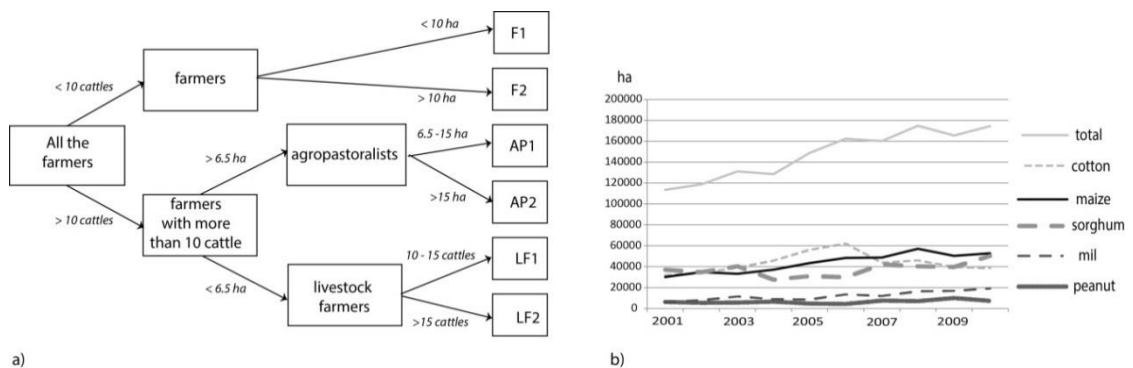 < 10 ha
F1
farmers
< 10 cattles
> 10 ha
F2
All the
farmers
6.5 -15 ha
AP1
> 6.5 ha
agropastoralists
>15 ha
AP2
> 10 cattles
farmers
with more
than 10 cattle
10 - 15 cattles
LF1
< 6.5 ha
livestock
farmers
>15 cattles
LF2
a)
ha
200000
180000
160000
140000
120000
100000
80000
60000
40000
20000
0
2001
2003
2005
2007
2009
total
cotton
maize
sorghum
mil
peanut
b)